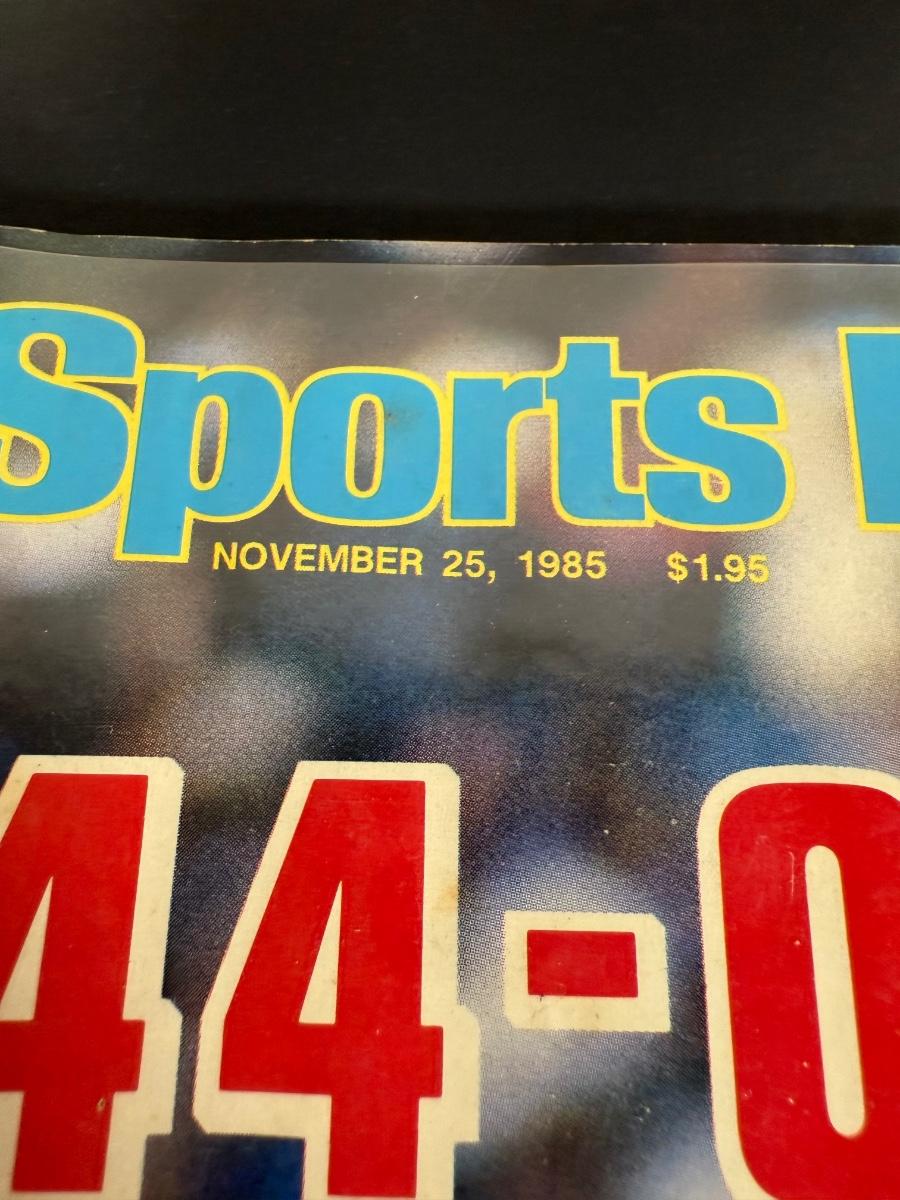 Sports I
NOVEMBER 25, 1985 $1.95
44-0